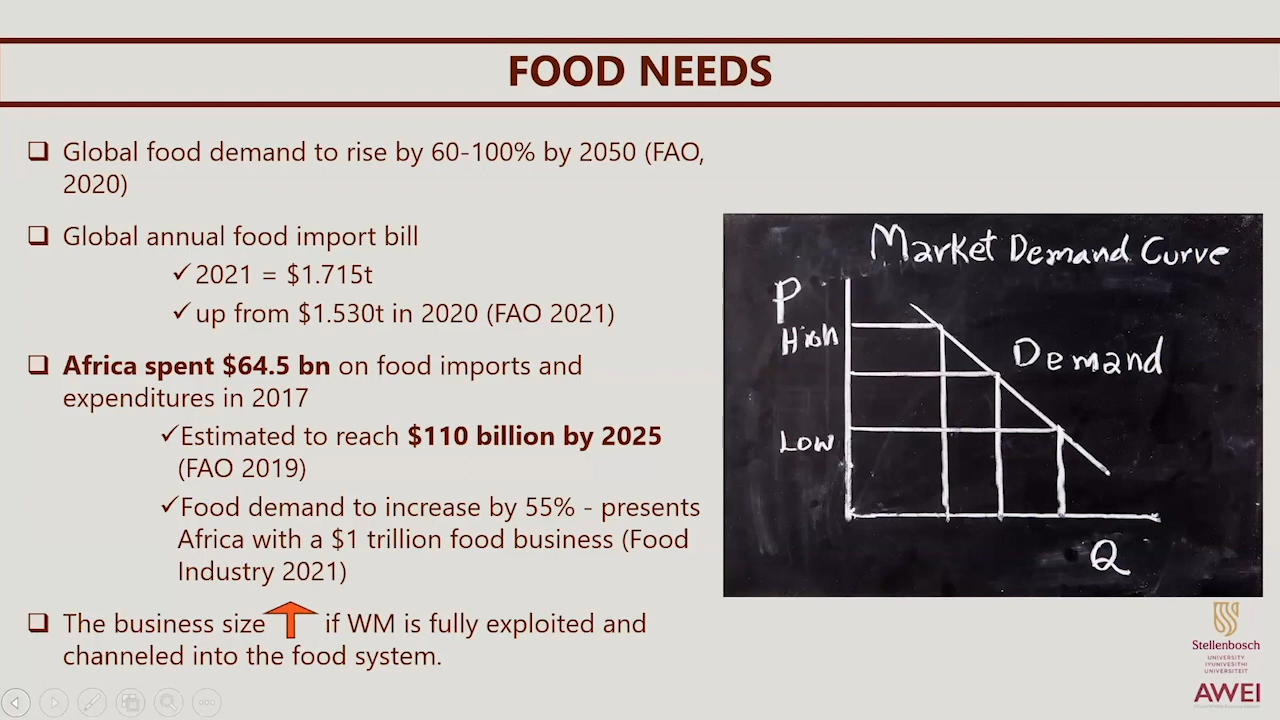 FOOD NEEDS
Global food demand to rise by 60-100% by 2050 (FAO,
2020)
Global annual food import bill
2021 = $1.715t
up from $1.530t in 2020 (FAO 2021)
Africa spent $64.5 bn on food imports and
expenditures in 2017
Estimated to reach $110 billion by 2025
(FAO 2019)
Food demand to increase by 55% - presents
Africa with a $1 trillion food business (Food
Industry 2021)
The business size if WM is fully exploited and
channeled into the food system.
Market Demand Curve
P
High
Demand
Low
Q
Stellenbosch
UNIVERSITY
IYUNIVESITHI
UNIVERSITEIT
AWEI